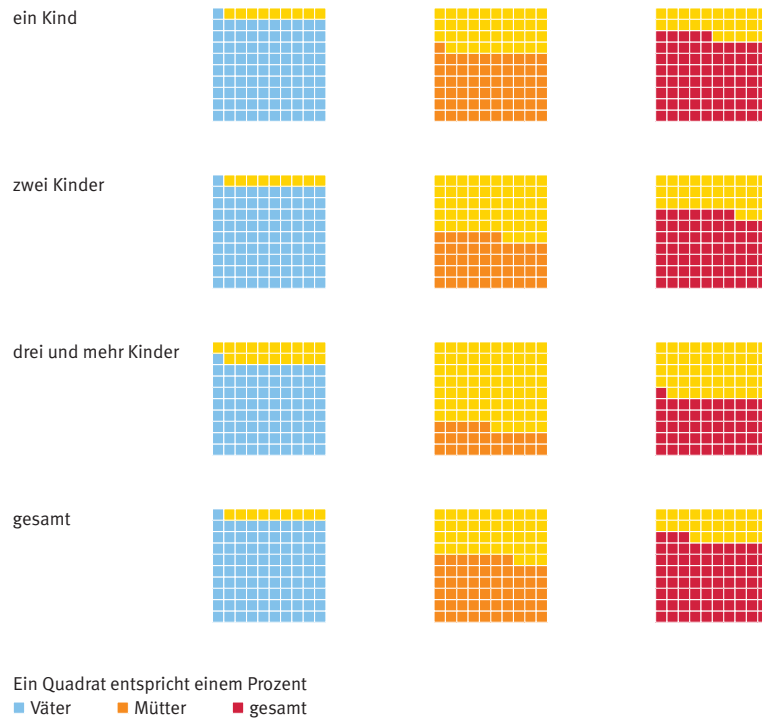 ein Kind
zwei Kinder
drei und mehr Kinder
gesamt
Ein Quadrat entspricht einem Prozent
Väter Mütter gesamt